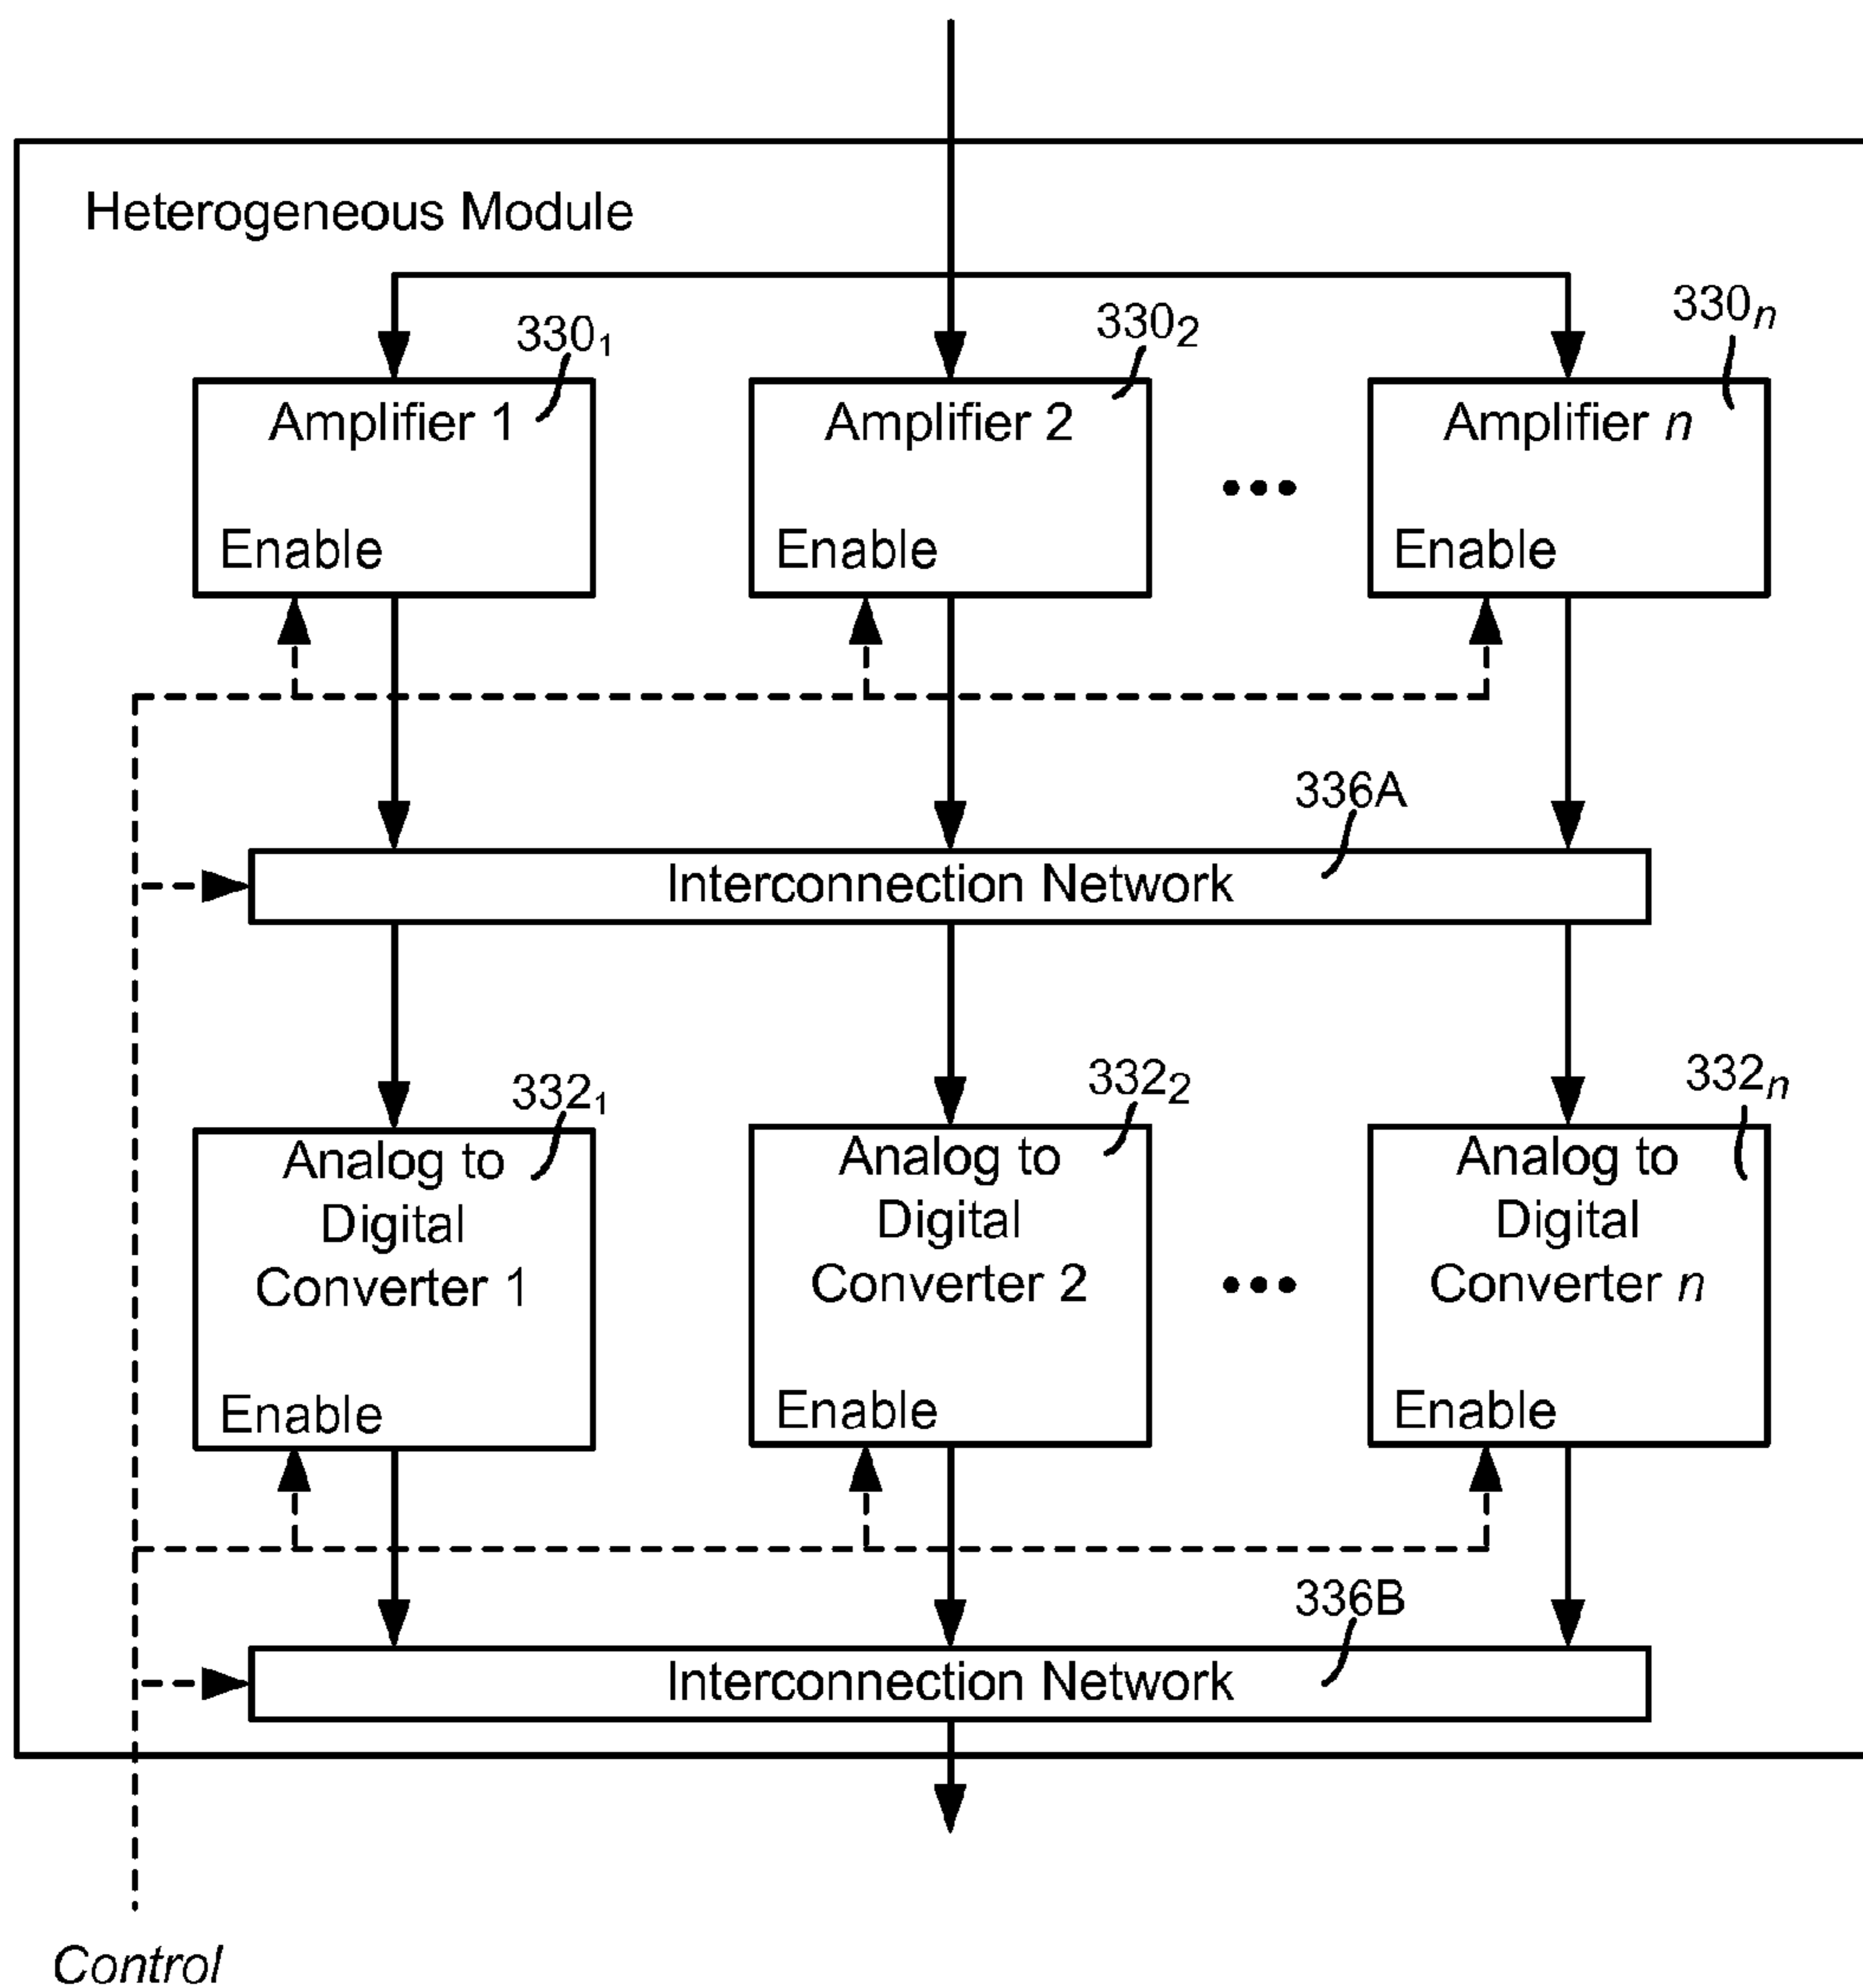 Heterogeneous Module
330₁
330₂
330ₙ
Amplifier 1
Amplifier 2
Amplifier n
Enable
Enable
Enable
336A
Interconnection Network
332₁
332₂
332ₙ
Analog to
Digital
Converter 1
Analog to
Digital
Converter 2
Analog to
Digital
Converter n
Enable
Enable
Enable
336B
Interconnection Network
Control